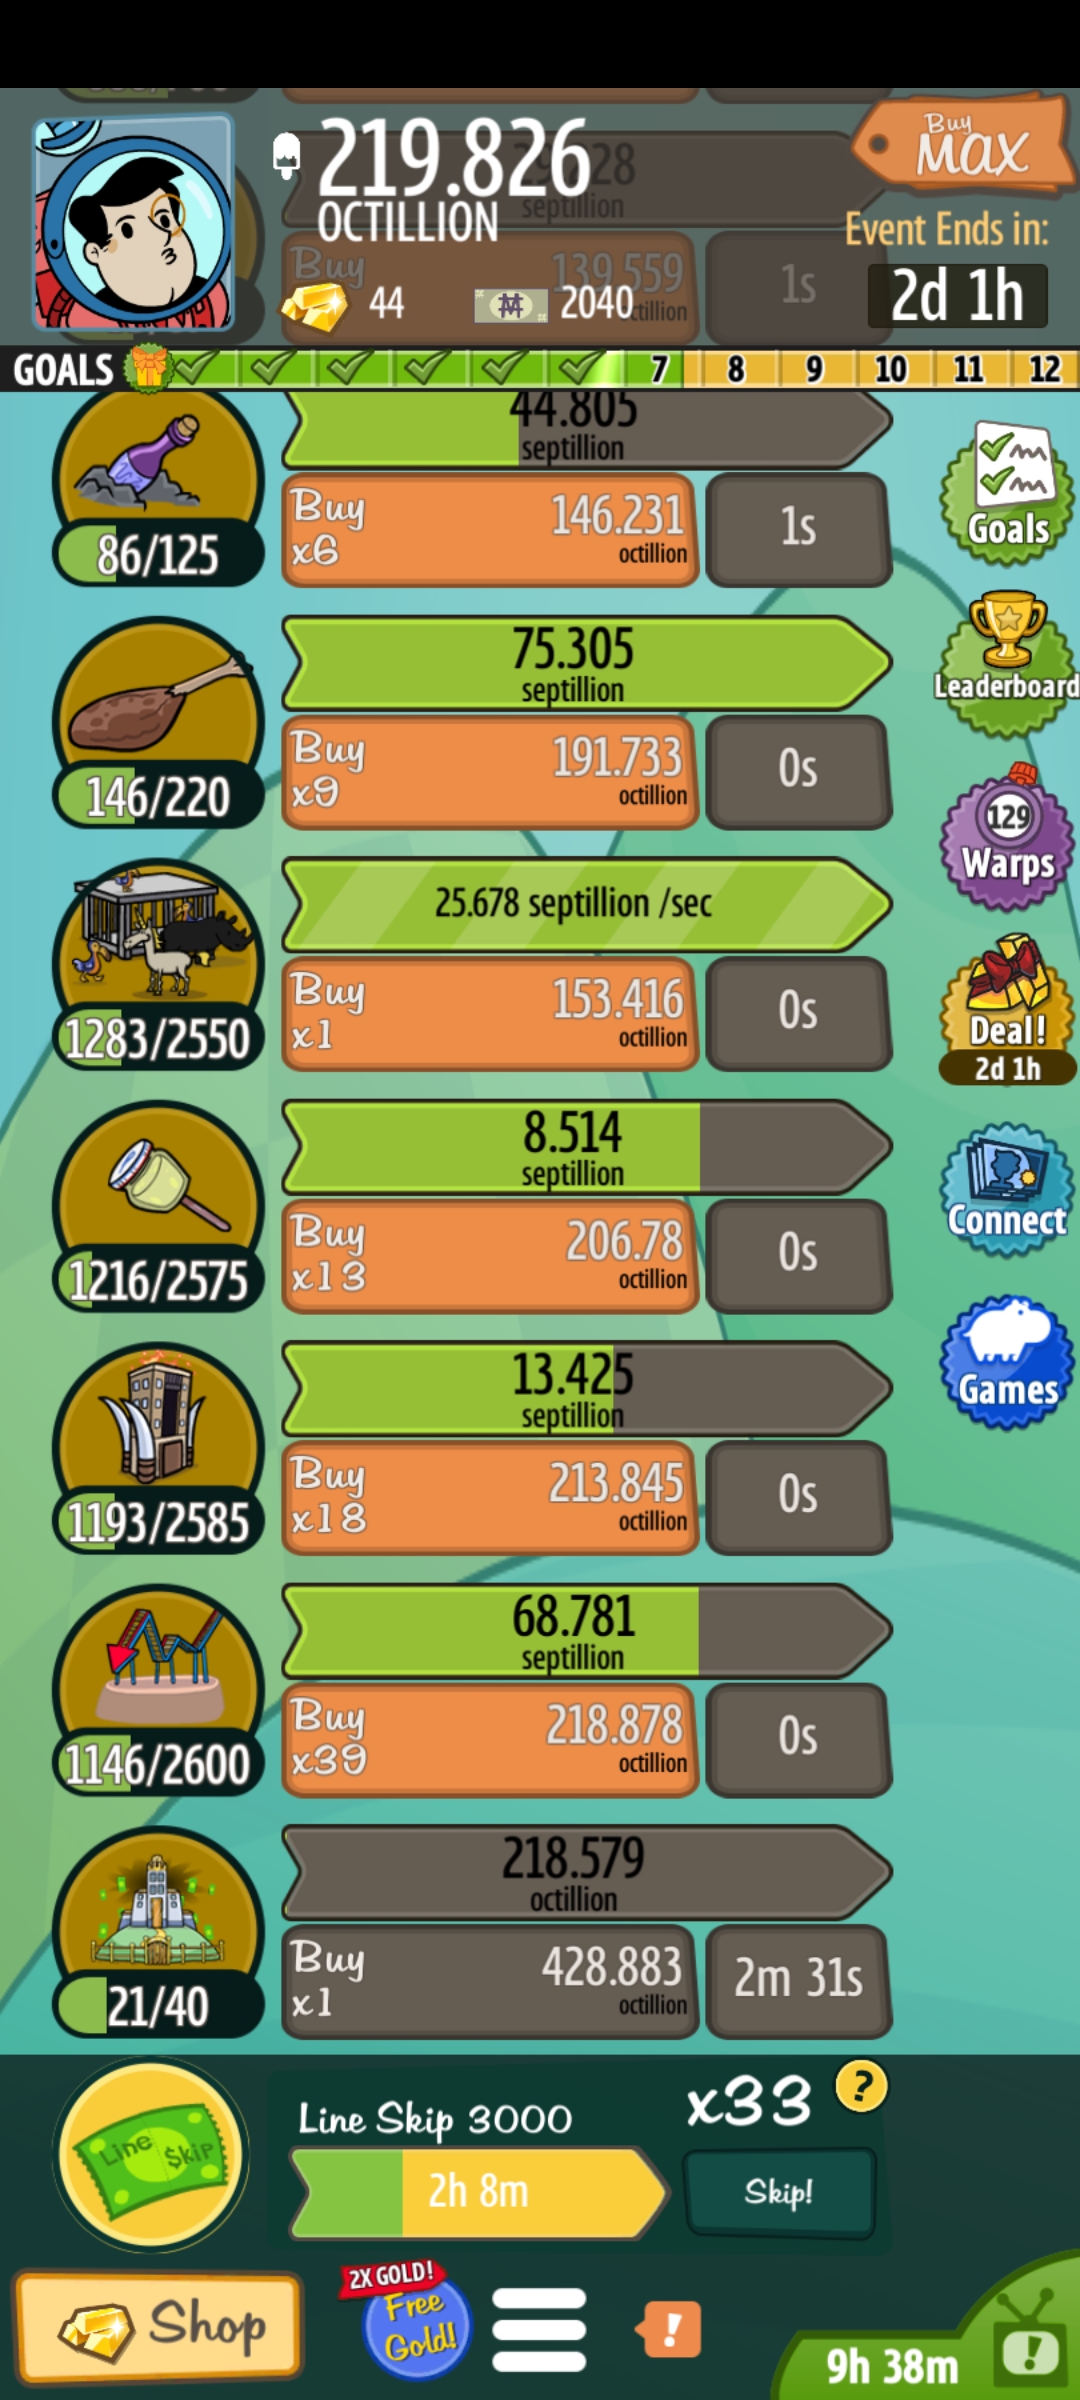 219.826
OCTILLION
Buy
MAX
Event Ends in:
2d 1h
septillion
Buy
139.559
1s
44
2040
GOALS
7
8
9
10
11
12
44.805
septillion
86/125
Buy
x6
146.231
octillion
1s
Goals
75.305
septillion
146/220
Buy
x9
191.733
octillion
0s
Leaderboard
25.678 septillion /sec
1283/2550
Buy
x1
153.416
octillion
0s
129
Warps
Deal!
2d 1h
8.514
septillion
1216/2575
Buy
x13
206.78
octillion
0s
Connect
13.425
septillion
1193/2585
Buy
x18
213.845
octillion
0s
Games
68.781
septillion
1146/2600
Buy
x39
218.878
octillion
0s
218.579
octillion
21/40
Buy
x1
428.883
octillion
2m 31s
Line $kip
Line Skip 3000
2h 8m
x33
?
Skip!
Shop
2X GOLD!
Free
Gold!
!
9h 38m
!